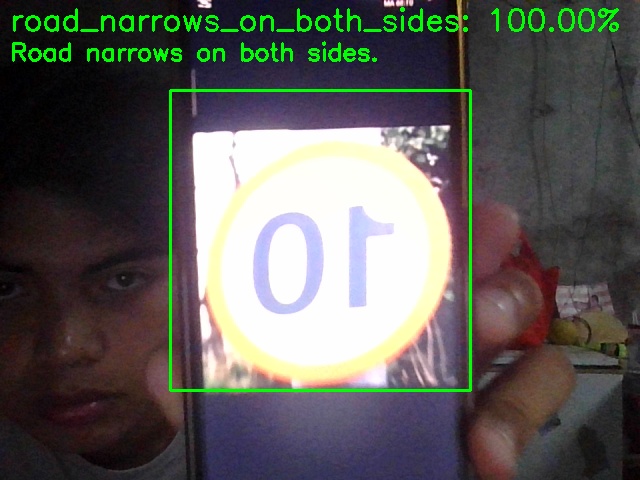 road_narrows_on_both_sides: 100.00%
Road narrows on both sides.
10